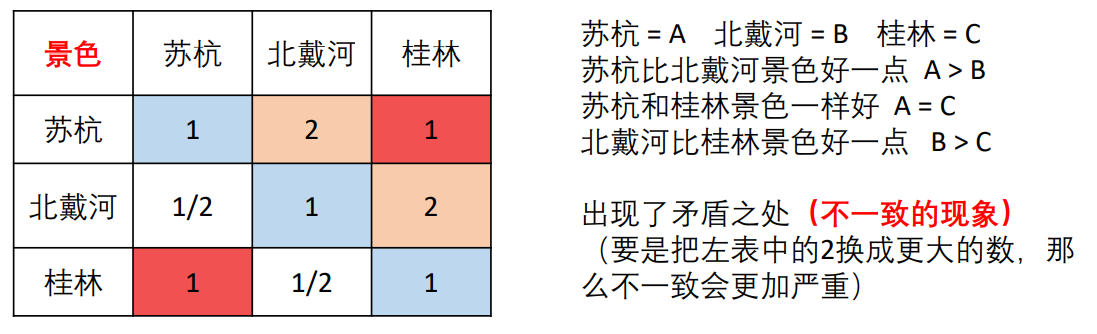 景色 苏杭 北戴河 桂林
苏杭 1 2 1
北戴河 1/2 1 2
桂林 1 1/2 1
苏杭 = A 北戴河 = B 桂林 = C
苏杭比北戴河景色好一点 A > B
苏杭和桂林景色一样好 A = C
北戴河比桂林景色好一点 B > C
出现了矛盾之处（不一致的现象）
（要是把左表中的2换成更大的数，那
么不一致会更加严重）